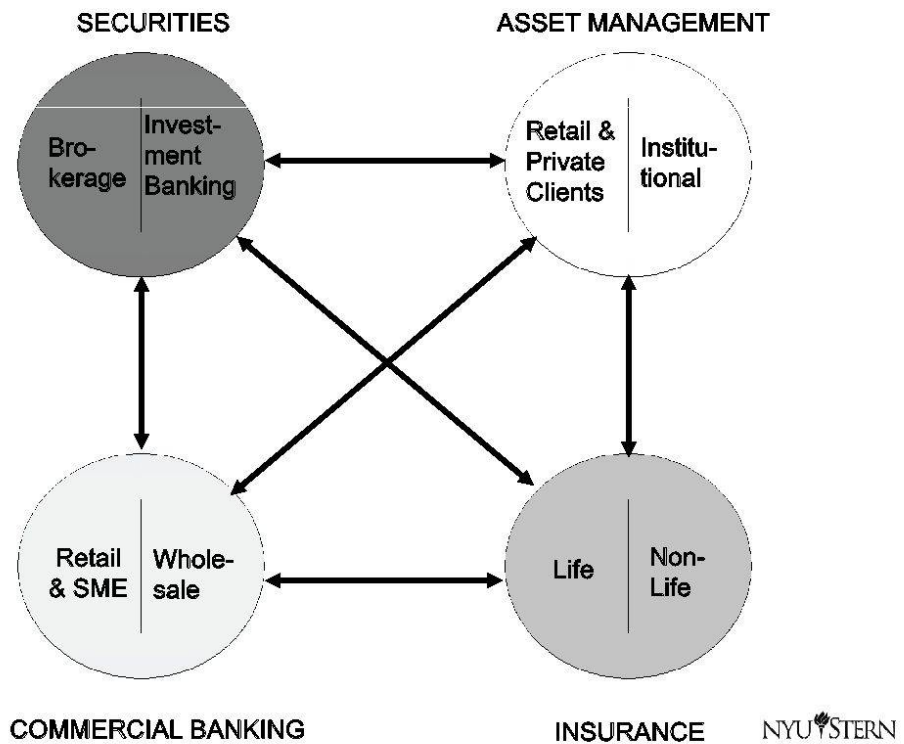 SECURITIES
ASSET MANAGEMENT
Bro-
kerage
Invest-
ment
Banking
Retail &
Private
Clients
Institu-
tional
Retail
& SME
Whole-
sale
Life
Non-
Life
COMMERCIAL BANKING
INSURANCE
NYU STERN